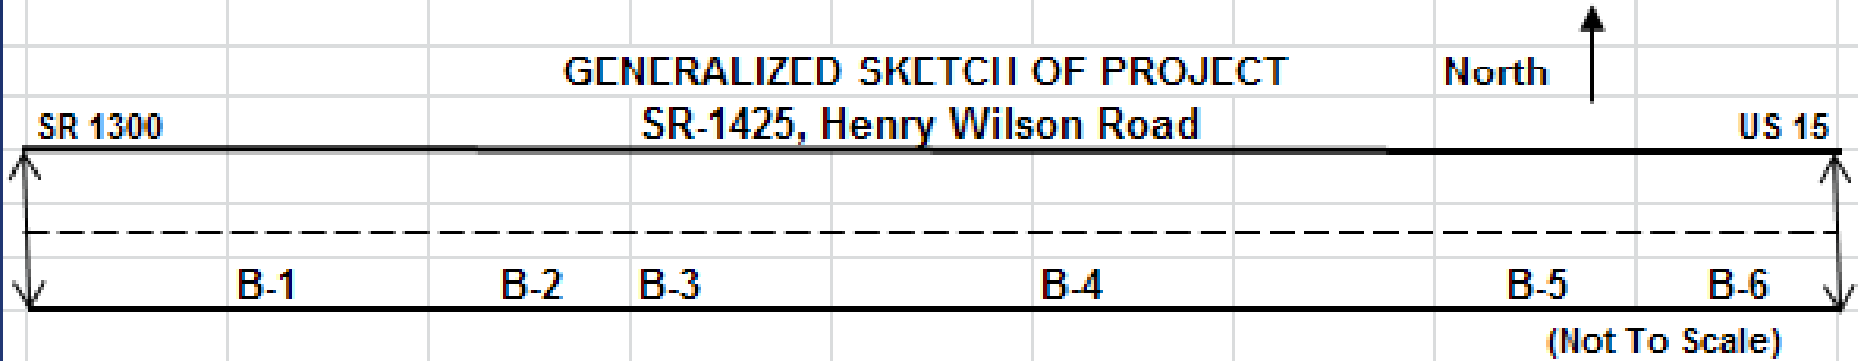 GENERALIZED SKETCH OF PROJECT North
SR 1300 SR-1425, Henry Wilson Road US 15
B-1 B-2 B-3 B-4 B-5 B-6
(Not To Scale)